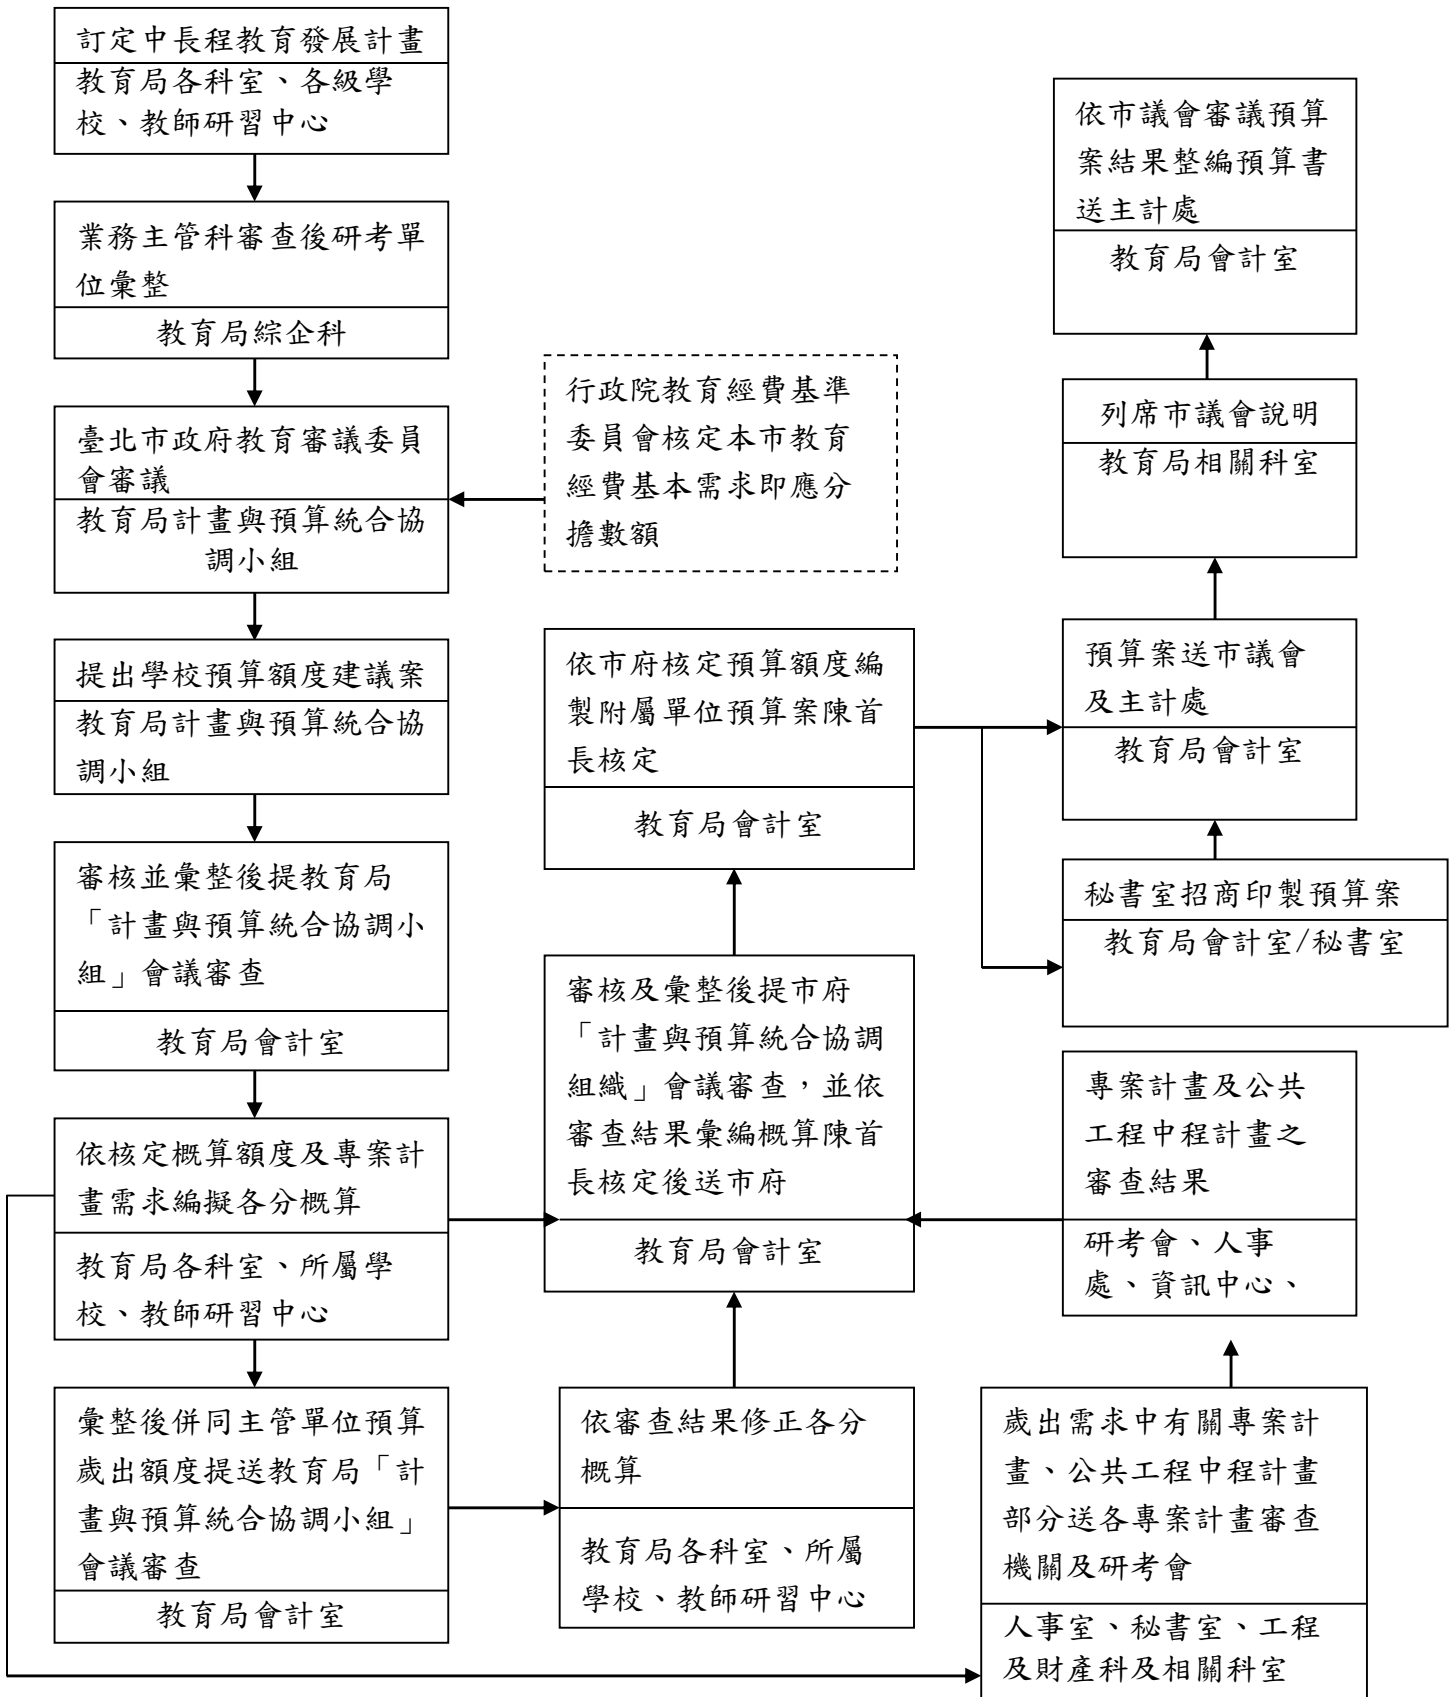 訂定中長程教育發展計畫
教育局各科室、各級學
校、教師研習中心
業務主管科審查後研考單
位彙整
教育局綜企科
臺北市政府教育審議委員
會審議
教育局計畫與預算統合協
調小組
行政院教育經費基準
委員會核定本市教育
經費基本需求即應分
擔數額
提出學校預算額度建議案
教育局計畫與預算統合協
調小組
審核並彙整後提教育局
「計畫與預算統合協調小
組」會議審查
教育局會計室
依核定概算額度及專案計
畫需求編擬各分概算
教育局各科室、所屬學
校、教師研習中心
彙整後併同主管單位預算
歲出額度提送教育局「計
畫與預算統合協調小組」
會議審查
教育局會計室
依審查結果修正各分
概算
教育局各科室、所屬
學校、教師研習中心
審核及彙整後提市府
「計畫與預算統合協調
組織」會議審查，並依
審查結果彙編概算陳首
長核定後送市府
教育局會計室
依市府核定預算額度編
製附屬單位預算案陳首
長核定
教育局會計室
依市議會審議預算
案結果整編預算書
送主計處
教育局會計室
列席市議會說明
教育局相關科室
預算案送市議會
及主計處
教育局會計室
秘書室招商印製預算案
教育局會計室/秘書室
專案計畫及公共
工程中程計畫之
審查結果
研考會、人事
處、資訊中心、
歲出需求中有關專案計
畫、公共工程中程計畫
部分送各專案計畫審查
機關及研考會
人事室、秘書室、工程
及財產科及相關科室